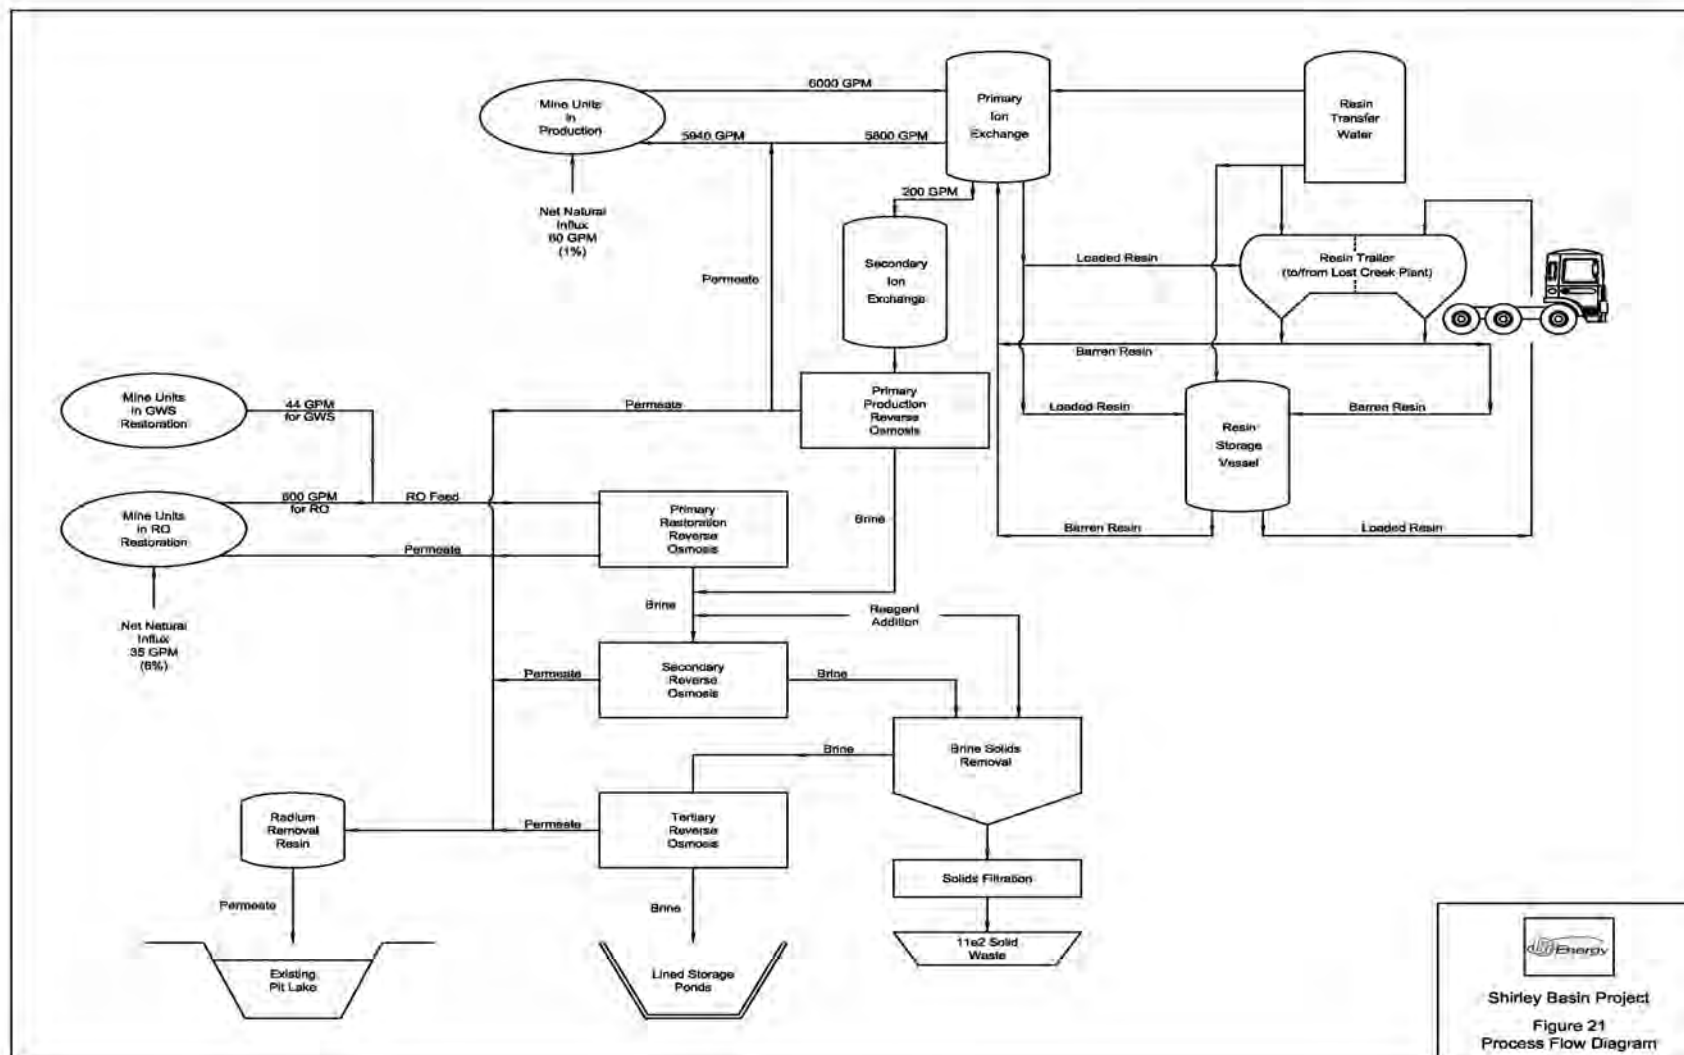 6000 GPM
Mine Units
in
Production
5940 GPM
5800 GPM
Primary
Ion
Exchange
Resin
Transfer
Water
200 GPM
Net Natural
Influx
60 GPM
(1%)
Permeate
Secondary
Ion
Exchange
Loaded Resin
Resin Trailer
(to/from Lost Creek Plant)
Barren Resin
Mine Units
in GWS
Restoration
44 GPM
for GWS
Permeate
Primary
Production
Reverse
Osmosis
Loaded Resin
Barren Resin
Resin
Storage
Vessel
Mine Units
in RO
Restoration
600 GPM
for RO
RO Feed
Primary
Restoration
Reverse
Osmosis
Brine
Barren Resin
Loaded Resin
Permeate
Net Natural
Influx
35 GPM
(6%)
Brine
Reagent
Addition
Permeate
Secondary
Reverse
Osmosis
Brine
Brine
Brine Solids
Removal
Radium
Removal
Resin
Permeate
Tertiary
Reverse
Osmosis
Solids Filtration
Permeate
Brine
11e2 Solid
Waste
Existing
Pit Lake
Lined Storage
Ponds
Energy
Shirley Basin Project
Figure 21
Process Flow Diagram